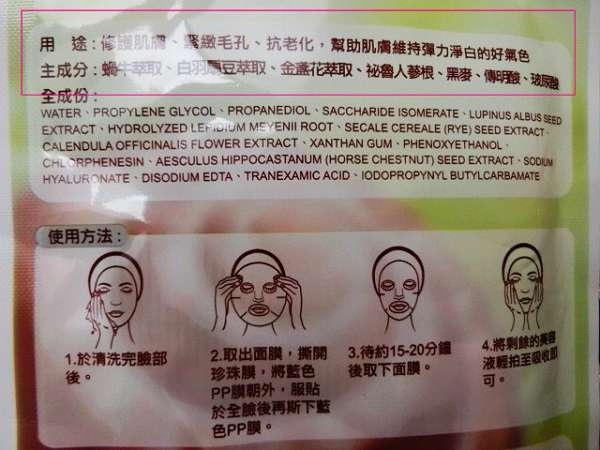 用 途：修護肌膚、緊緻毛孔、抗老化，幫助肌膚維持彈力淨白的好氣色
主成分：蝸牛萃取、白羽扇豆萃取、金盞花萃取、祕魯人蔘根、黑麥、傳明酸、玻尿酸
全成份：
WATER、PROPYLENE GLYCOL、PROPANEDIOL、SACCHARIDE ISOMERATE、LUPINUS ALBUS SEED
EXTRACT、HYDROLYZED LEPIDIUM MEYENII ROOT、SECALE CEREALE (RYE) SEED EXTRACT、
CALENDULA OFFICINALIS FLOWER EXTRACT、XANTHAN GUM、PHENOXYETHANOL、
CHLORPHENESIN、AESCULUS HIPPOCASTANUM (HORSE CHESTNUT) SEED EXTRACT、SODIUM
HYALURONATE、DISODIUM EDTA、TRANEXAMIC ACID、IODOPROPYNYL BUTYLCARBAMATE
使用方法：
1.於清洗完臉部
後。
2.取出面膜，撕開
珍珠膜，將藍色
PP膜朝外，服貼
於全臉後再斯下藍
色PP膜。
3.待約15-20分鐘
後取下面膜。
4.將剩餘的美容
液輕拍至吸收即
可。